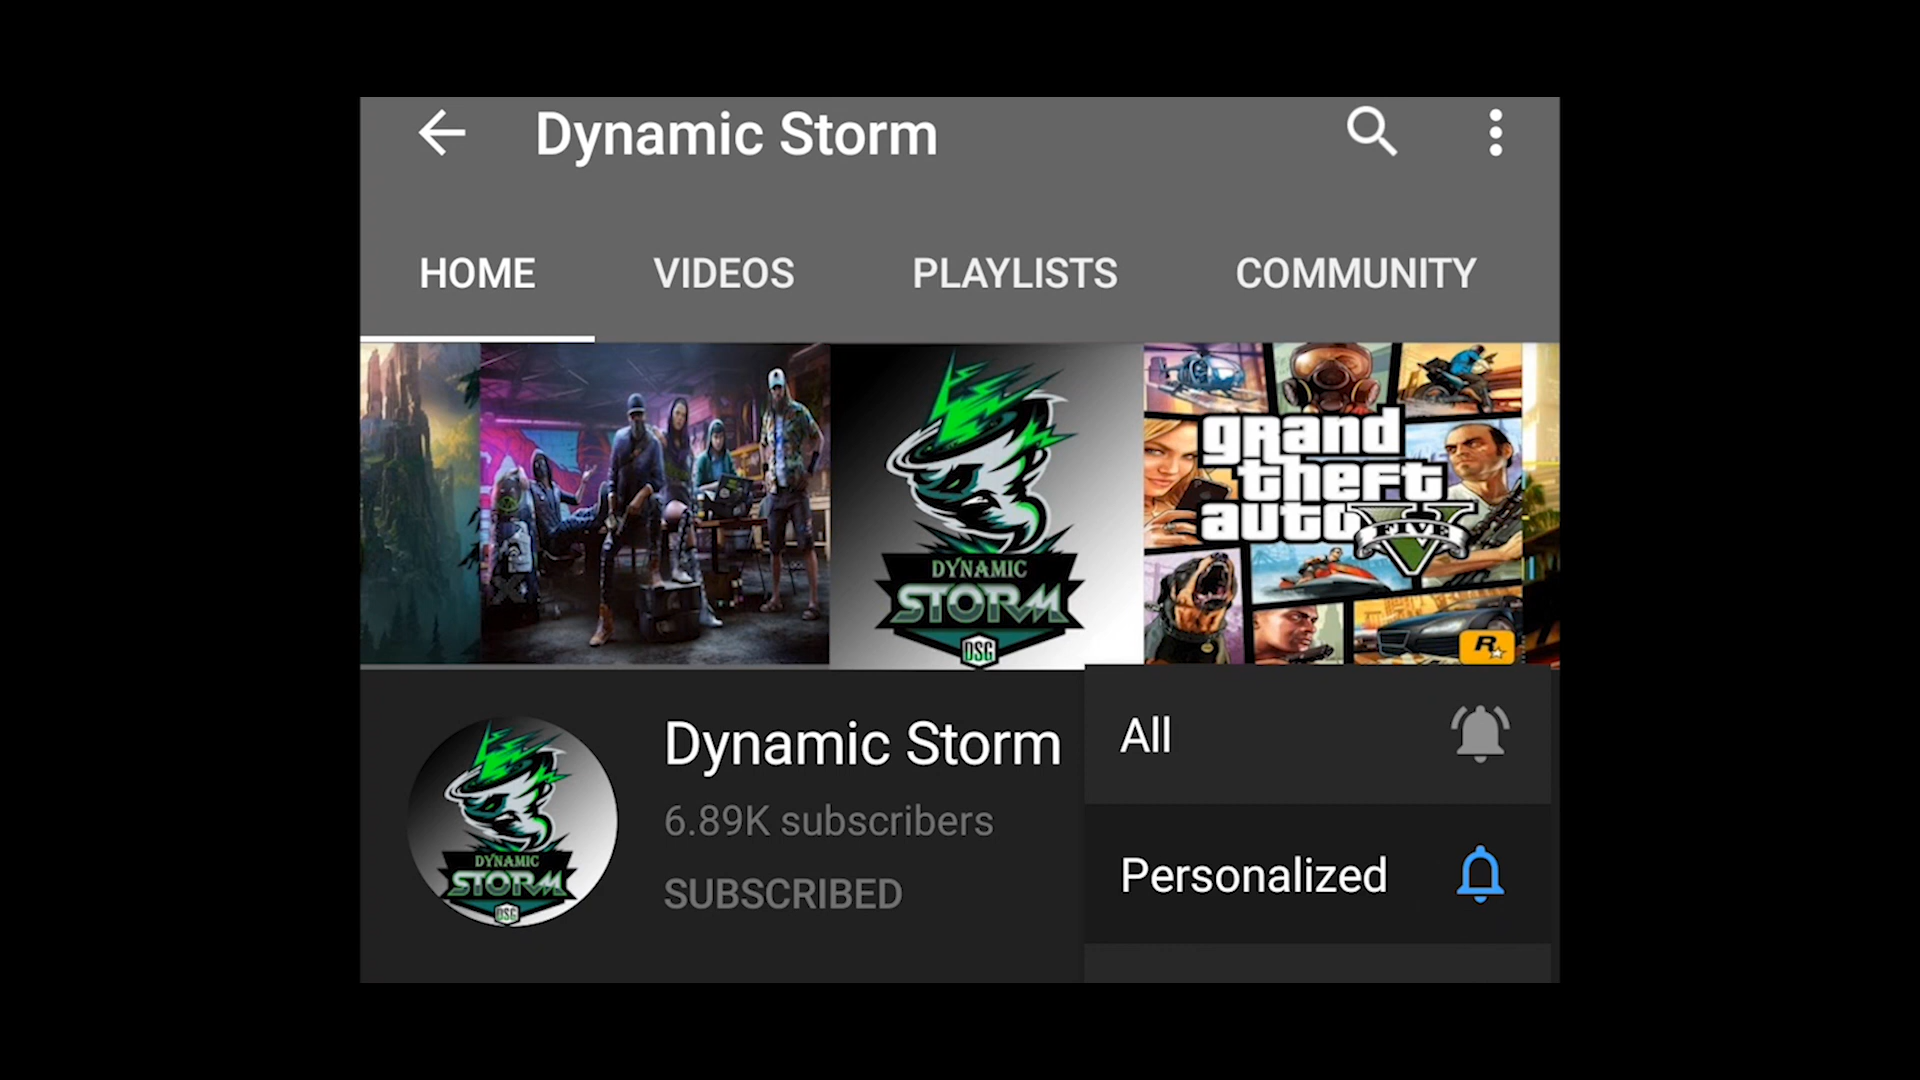 Dynamic Storm
HOME VIDEOS PLAYLISTS COMMUNITY
DYNAMIC
STORM
DSG
grand
theft
auto
FIVE
R
Dynamic Storm
6.89K subscribers
SUBSCRIBED
DYNAMIC
STORM
DSG
All
Personalized